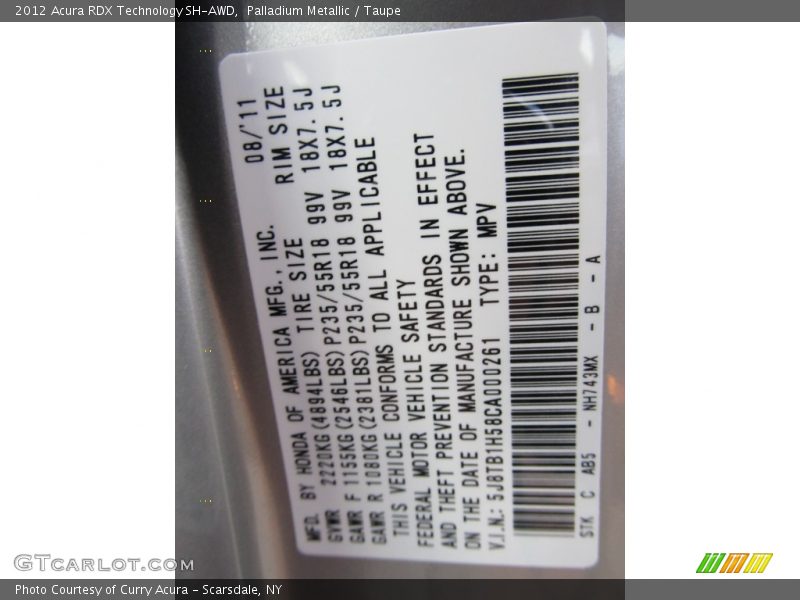 2012 Acura RDX Technology SH-AWD, Palladium Metallic / Taupe
MFD. BY HONDA OF AMERICA MFG., INC. 08/'11
GVWR 2220KG(4894LBS) TIRE SIZE RIM SIZE
GAWR F 1155KG(2546LBS)P235/55R18 99V 18X7.5J
GAWR R 1080KG(2381LBS)P235/55R18 99V 18X7.5J
THIS VEHICLE CONFORMS TO ALL APPLICABLE
FEDERAL MOTOR VEHICLE SAFETY
AND THEFT PREVENTION STANDARDS IN EFFECT
ON THE DATE OF MANUFACTURE SHOWN ABOVE.
V.I.N.: 5J8TB1H58CA000261 TYPE: MPV
STK C AB5 - NH743MX - B - A
GTCarlot.com
Photo Courtesy of Curry Acura - Scarsdale, NY